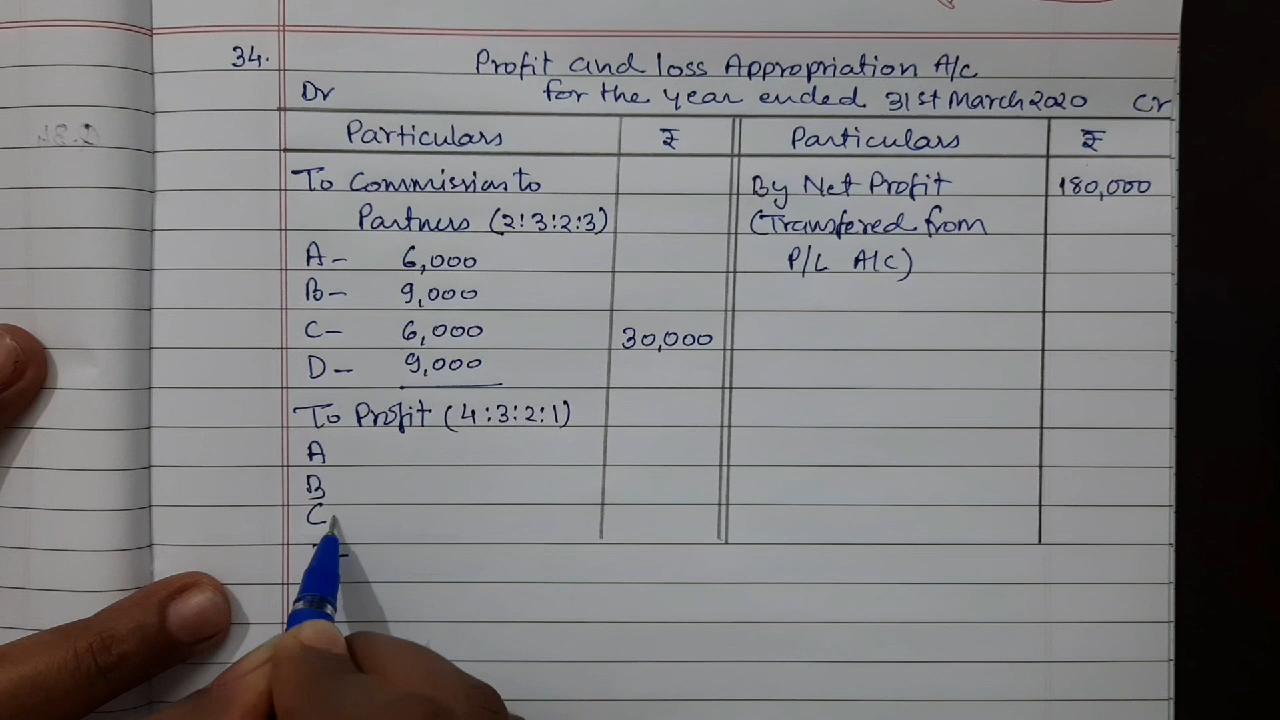 34.
Profit and loss Appropriation A/c
Dr for the year ended 31st March 2020 Cr
Particulars ₹ Particulars ₹
To Commission to By Net Profit 180,000
Partners (2:3:2:3) (Transfered from
A- 6,000 P/L A/C)
B- 9,000
C- 6,000 30,000
D- 9,000
To Profit (4:3:2:1)
A
B
C